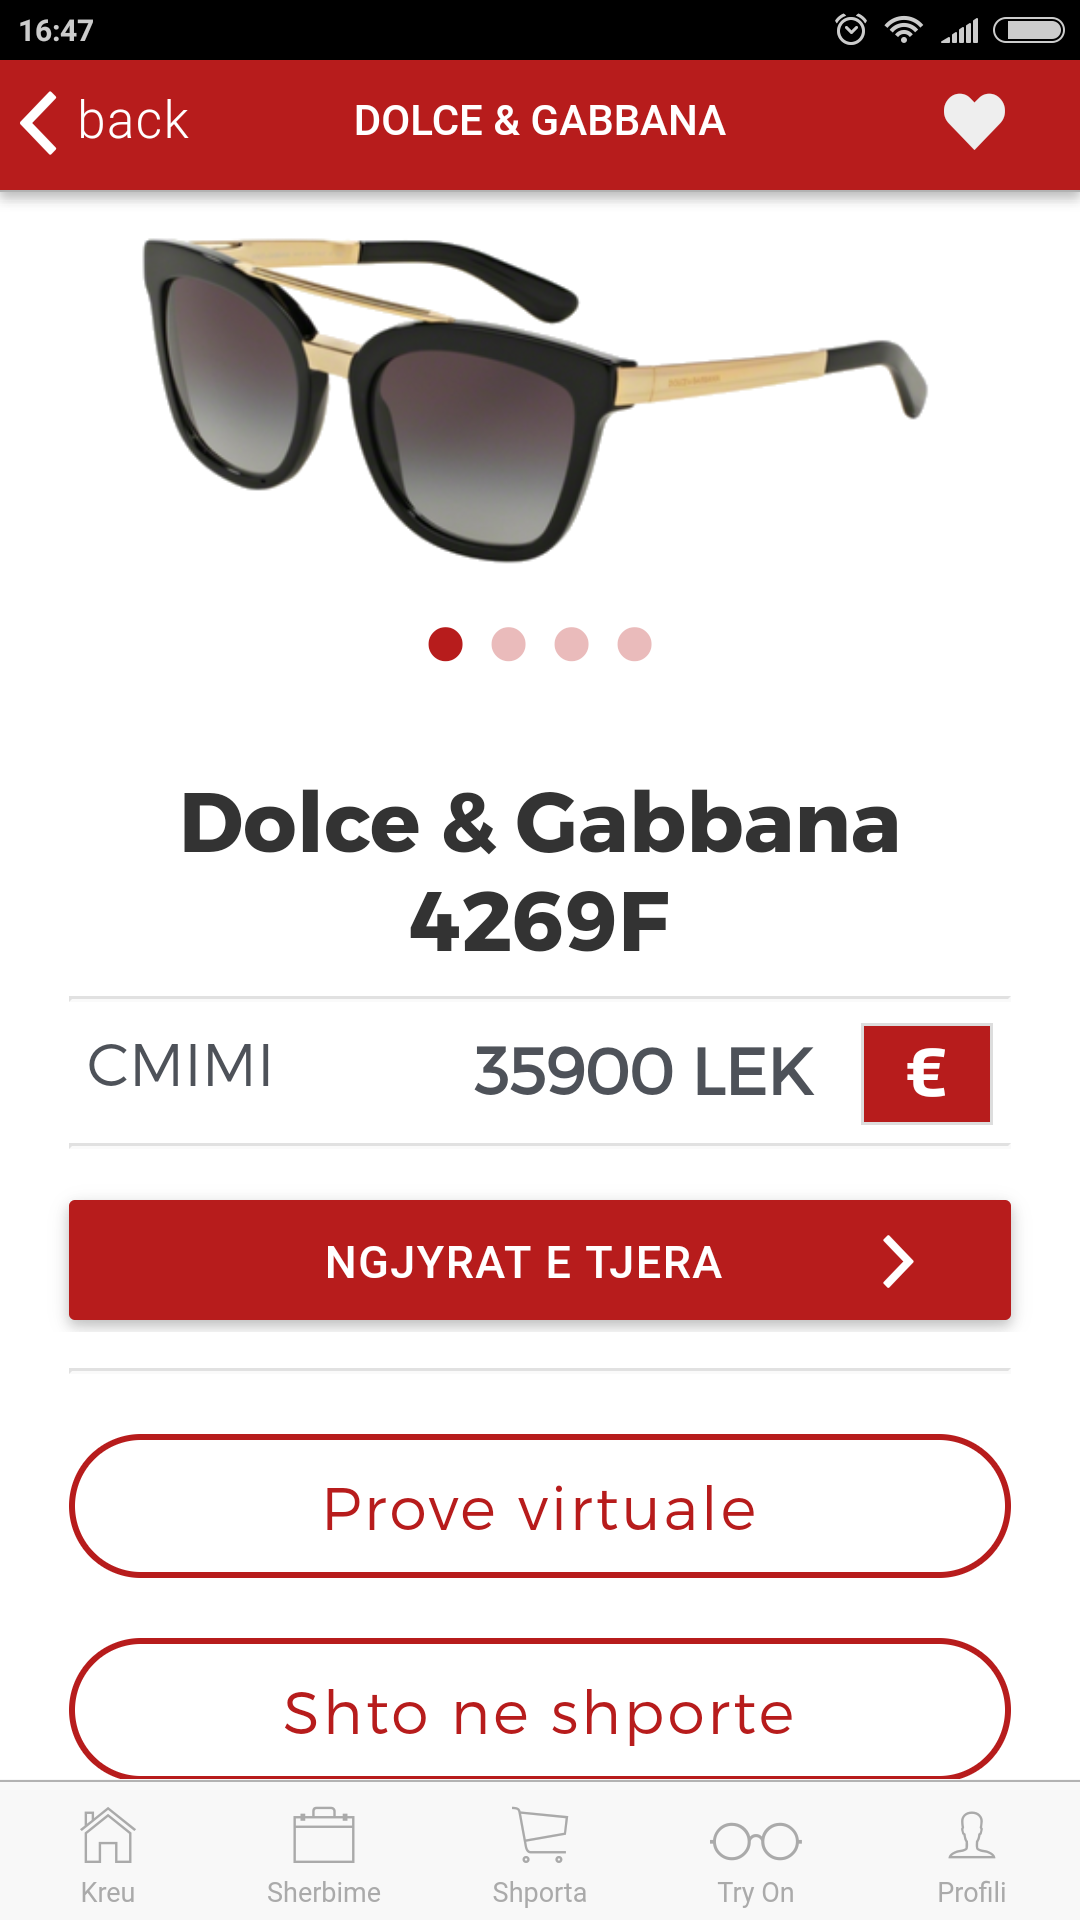 16:47
back
DOLCE & GABBANA
Dolce & Gabbana
4269F
CMIMI
35900 LEK
€
NGJYRAT E TJERA
Prove virtuale
Shto ne shporte
Kreu
Sherbime
Shporta
Try On
Profili